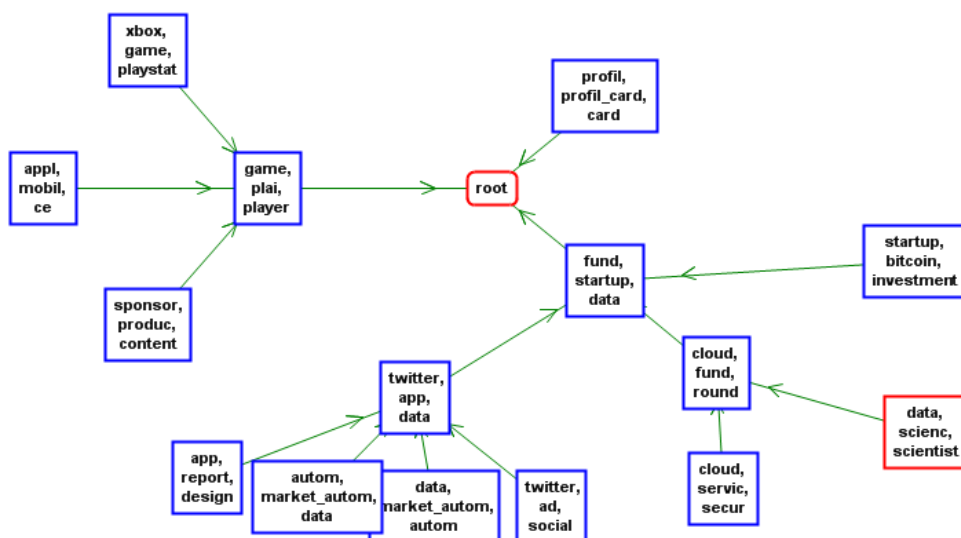 xbox,
game,
playstat
profil,
profil_card,
card
appl,
mobil,
ce
game,
plai,
player
root
startup,
bitcoin,
investment
fund,
startup,
data
sponsor,
produc,
content
cloud,
fund,
round
twitter,
app,
data
data,
scienc,
scientist
app,
report,
design
autom,
market_autom,
data
data,
market_autom,
autom
twitter,
ad,
social
cloud,
servic,
secur